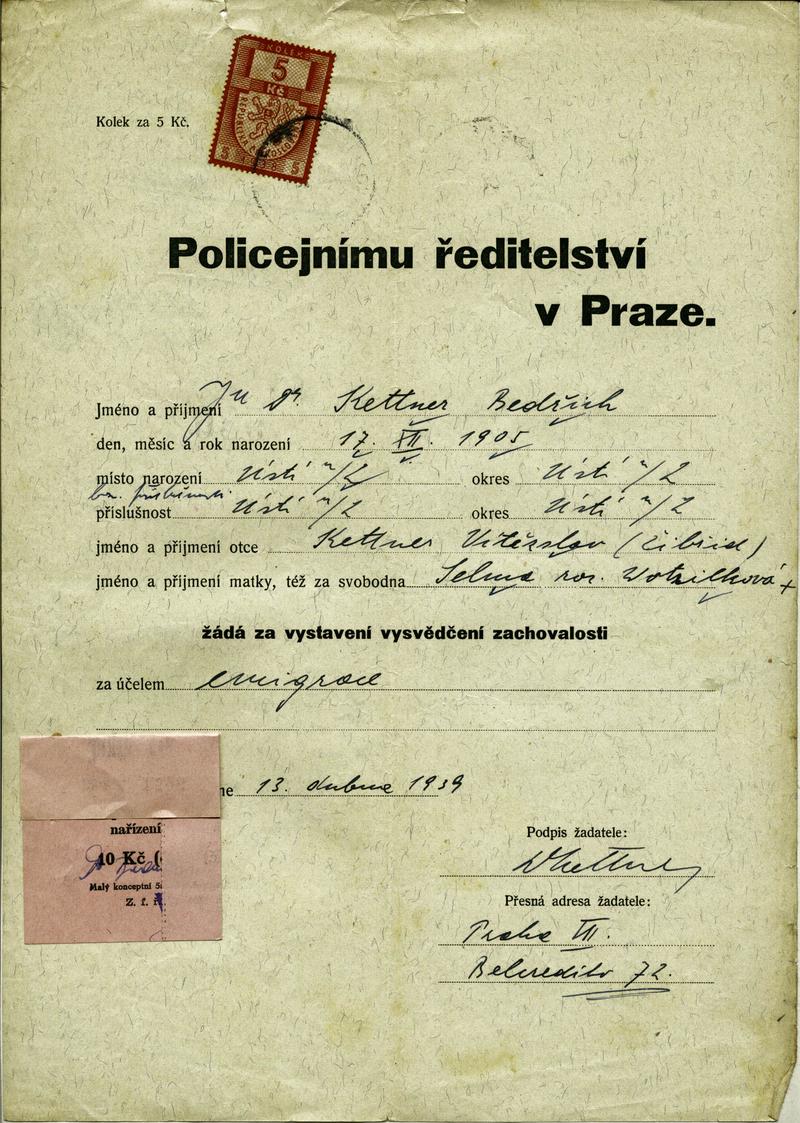 KOLEK
5
Kč
5 5
Kolek za 5 Kč.
Policejnímu ředitelství
v Praze.
Jméno a příjmení JU Dr Kettner Bedřich
den, měsíc a rok narození 17. XII. 1905
místo narození Ústí n/L okres Ústí n/L
příslušnost Ústí n/L okres Ústí n/L
jméno a příjmení otce Kettner Vítězslav
jméno a příjmení matky, též za svobodna Selma roz.
žádá za vystavení vysvědčení zachovalosti
za účelem emigrace
ne 13. dubna 1939
nařízení
10 Kč (
Malý konceptní
Z. f.
Podpis žadatele:
Přesná adresa žadatele:
Praha VII.
Belcrediho 72.